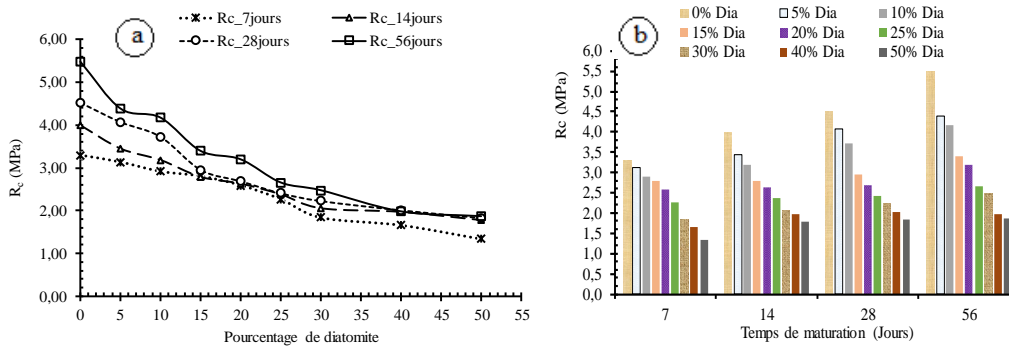 a
Rc_7jours
Rc_14jours
Rc_28jours
Rc_56jours
6,00
5,00
4,00
3,00
2,00
1,00
0,00
Rc (MPa)
0 5 10 15 20 25 30 35 40 45 50 55
Pourcentage de diatomite
b
0% Dia 5% Dia 10% Dia
15% Dia 20% Dia 25% Dia
30% Dia 40% Dia 50% Dia
6,0
5,5
5,0
4,5
4,0
3,5
3,0
2,5
2,0
1,5
1,0
0,5
0,0
Rc (MPa)
7 14 28 56
Temps de maturation (Jours)